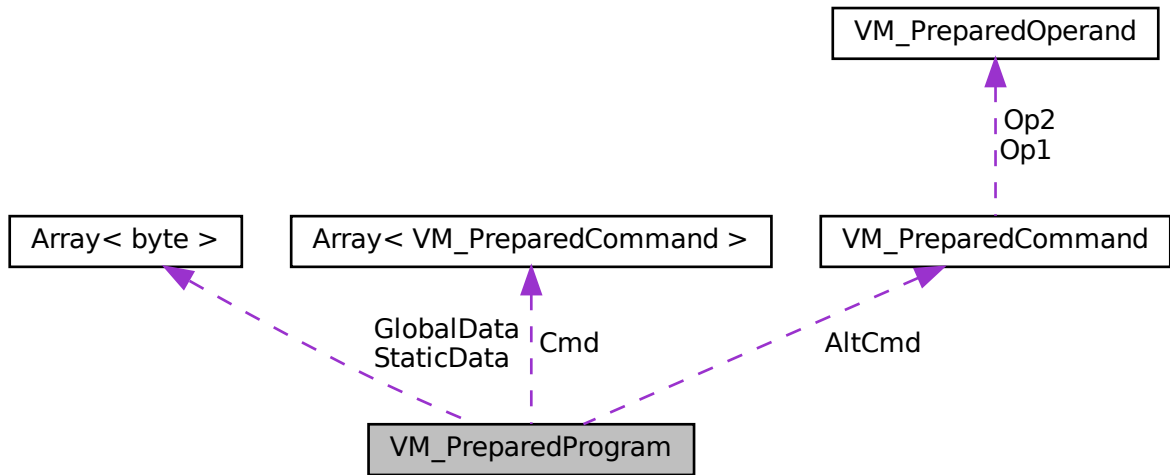 VM_PreparedOperand
Op2
Op1
Array< byte >
Array< VM_PreparedCommand >
VM_PreparedCommand
GlobalData
StaticData
Cmd
AltCmd
VM_PreparedProgram